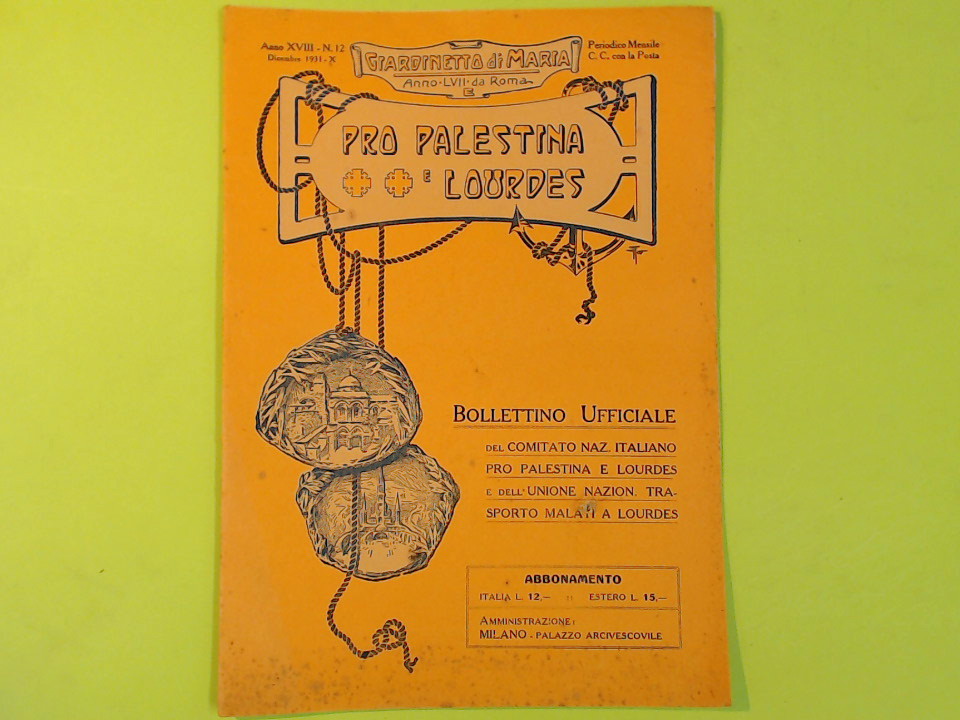 Anno XVIII - N. 12
Dicembre 1931 - X
GIARDINETTO di MARIA
Anno · LVII · da Roma
E
Periodico Mensile
C. C. con la Posta
PRO PALESTINA
E LOURDES
BOLLETTINO UFFICIALE
DEL COMITATO NAZ. ITALIANO
PRO PALESTINA E LOURDES
E DELL'UNIONE NAZION. TRA-
SPORTO MALATI A LOURDES
ABBONAMENTO
ITALIA L. 12,— ESTERO L. 15,—
AMMINISTRAZIONE:
MILANO - PALAZZO ARCIVESCOVILE